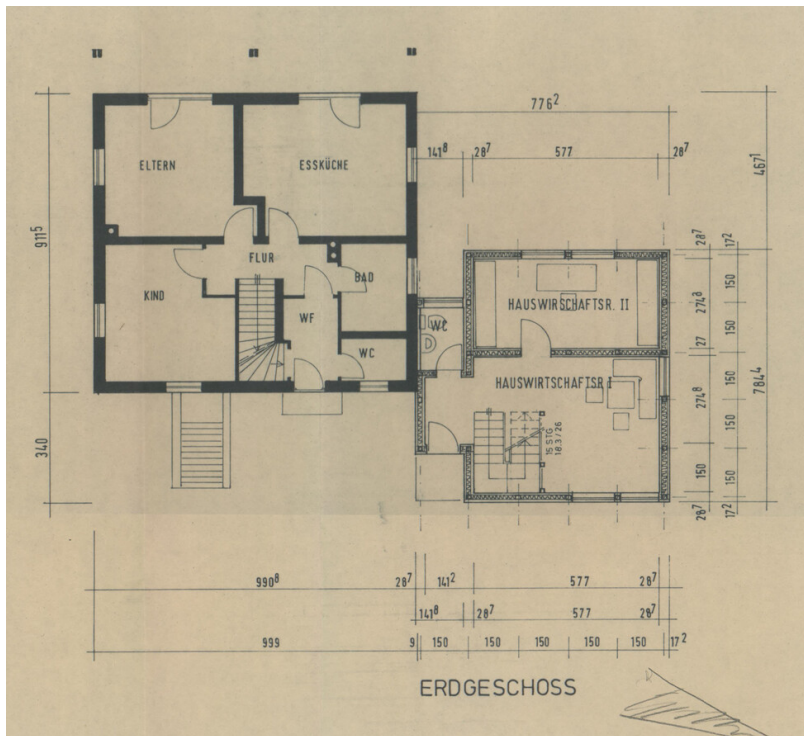 776²
141⁸ 28⁷ 577 28⁷
467¹
ELTERN
ESSKÜCHE
911⁵
FLUR
BAD
KIND
WF
WC
WC
HAUSWIRSCHAFTSR. II
HAUSWIRTSCHAFTSR. I
15 STG
18.3 / 26
28⁷
274⁸
27
274⁸
150
28⁷
17²
150
150
150
150
150
17²
784⁴
340
990⁸ 28⁷ 141² 577 28⁷
141⁸ 28⁷ 577 28⁷
999 9 150 150 150 150 150 17²
ERDGESCHOSS